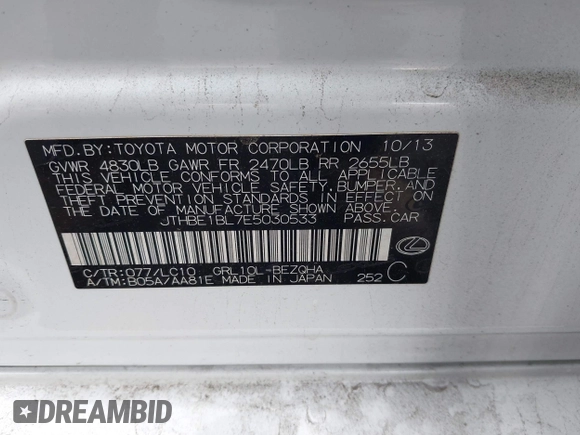 MFD.BY:TOYOTA MOTOR CORPORATION 10/13
GVWR 4830LB GAWR FR 2470LB RR 2655LB
THIS VEHICLE CONFORMS TO ALL APPLICABLE
FEDERAL MOTOR VEHICLE SAFETY,BUMPER,AND
THEFT PREVENTION STANDARDS IN EFFECT ON
THE DATE OF MANUFACTURE SHOWN ABOVE.
JTHBE1BL7E5030533 PASS.CAR
C/TR:077/LC10 GRL10L-BEZQHA
A/TM:B05A/AA81E MADE IN JAPAN 252 C
DREAMBID